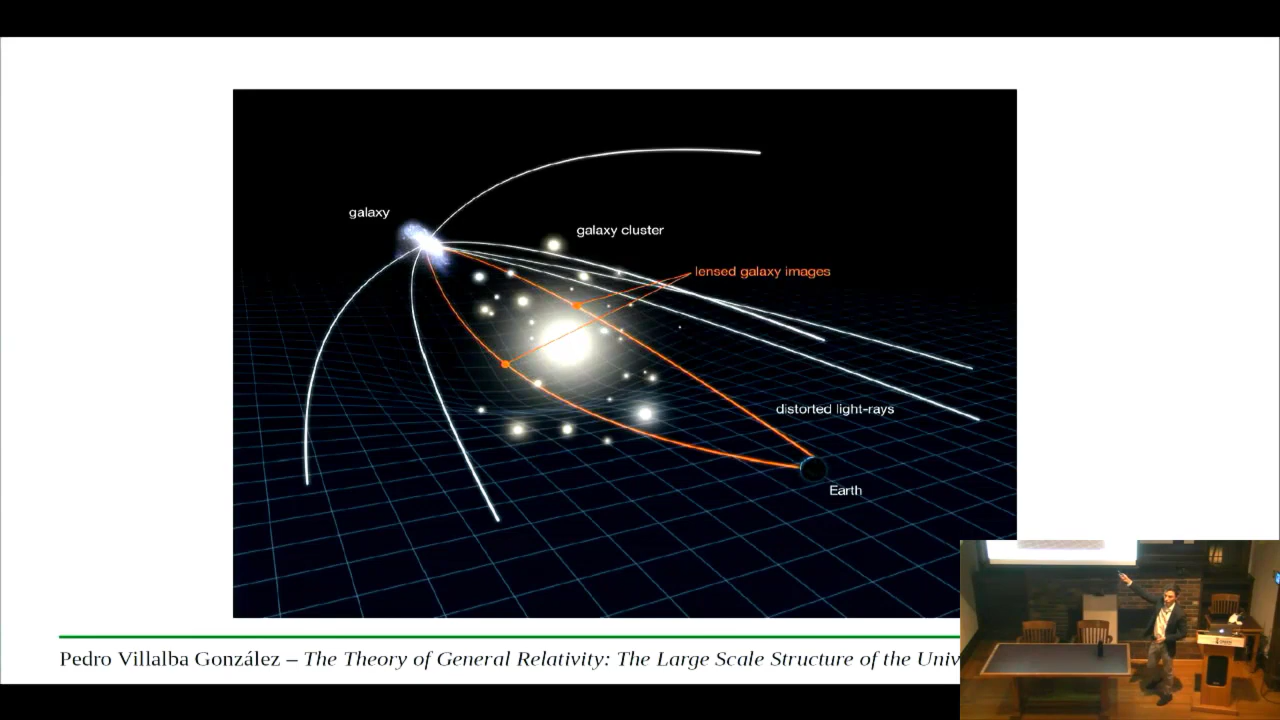 galaxy
galaxy cluster
lensed galaxy images
distorted light-rays
Earth
Pedro Villalba González – The Theory of General Relativity: The Large Scale Structure of the Univ